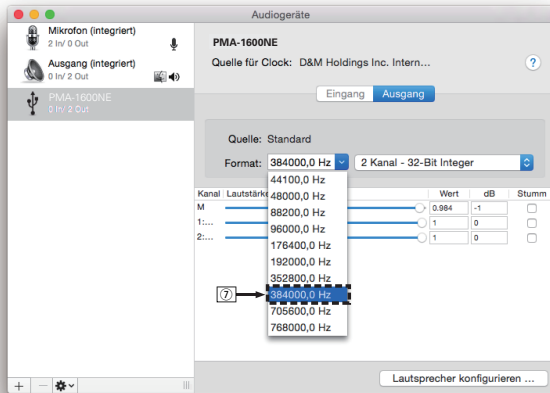 Audiogeräte
Mikrofon (integriert)
2 In/ 0 Out
Ausgang (integriert)
0 In/ 2 Out
PMA-1600NE
0 In/ 2 Out
PMA-1600NE
Quelle für Clock: D&M Holdings Inc. Intern...
?
Eingang Ausgang
Quelle: Standard
Format: 384000,0 Hz 2 Kanal - 32-Bit Integer
44100,0 Hz
48000,0 Hz
88200,0 Hz
96000,0 Hz
176400,0 Hz
192000,0 Hz
352800,0 Hz
⑦ 384000,0 Hz
705600,0 Hz
768000,0 Hz
Kanal Lautstärke Wert dB Stumm
M 0.984 -1
1:... 1 0
2:... 1 0
Lautsprecher konfigurieren ...